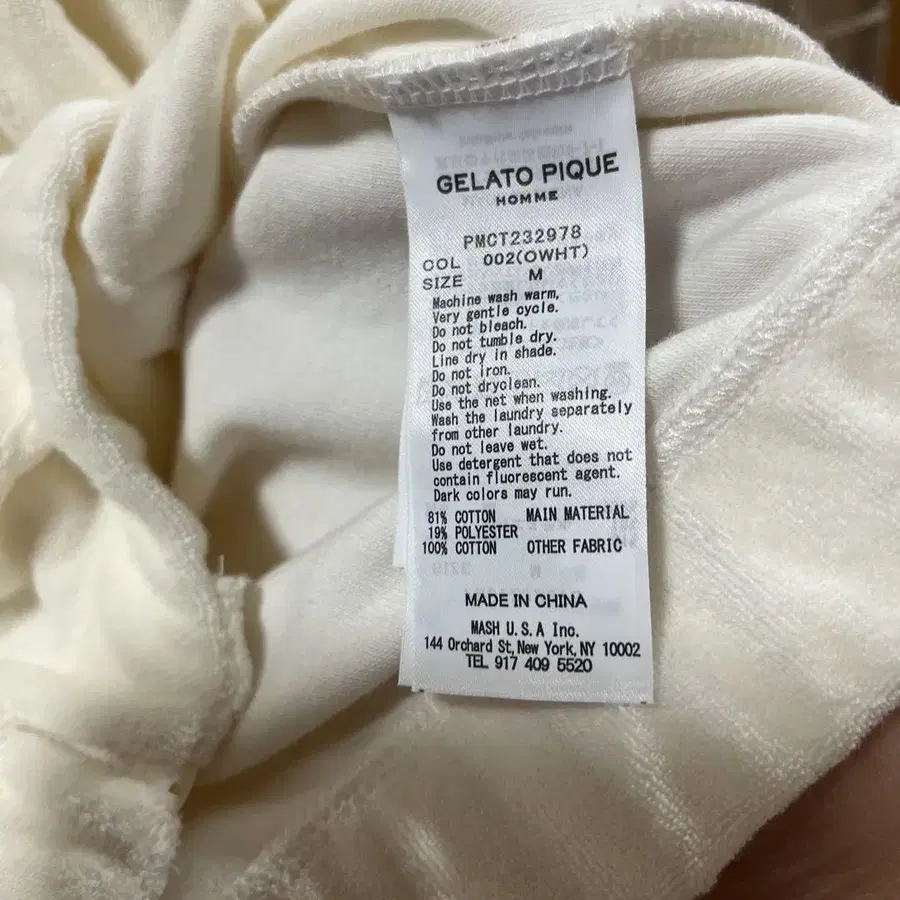 GELATO PIQUE
HOMME
PMCT232978
COL 002(OWHT)
SIZE M
Machine wash warm,
Very gentle cycle.
Do not bleach.
Do not tumble dry.
Line dry in shade.
Do not iron.
Do not dryclean.
Use the net when washing.
Wash the laundry separately
from other laundry.
Do not leave wet.
Use detergent that does not
contain fluorescent agent.
Dark colors may run.
81% COTTON MAIN MATERIAL
19% POLYESTER
100% COTTON OTHER FABRIC
MADE IN CHINA
MASH U.S.A Inc.
144 Orchard St, New York, NY 10002
TEL 917 409 5520